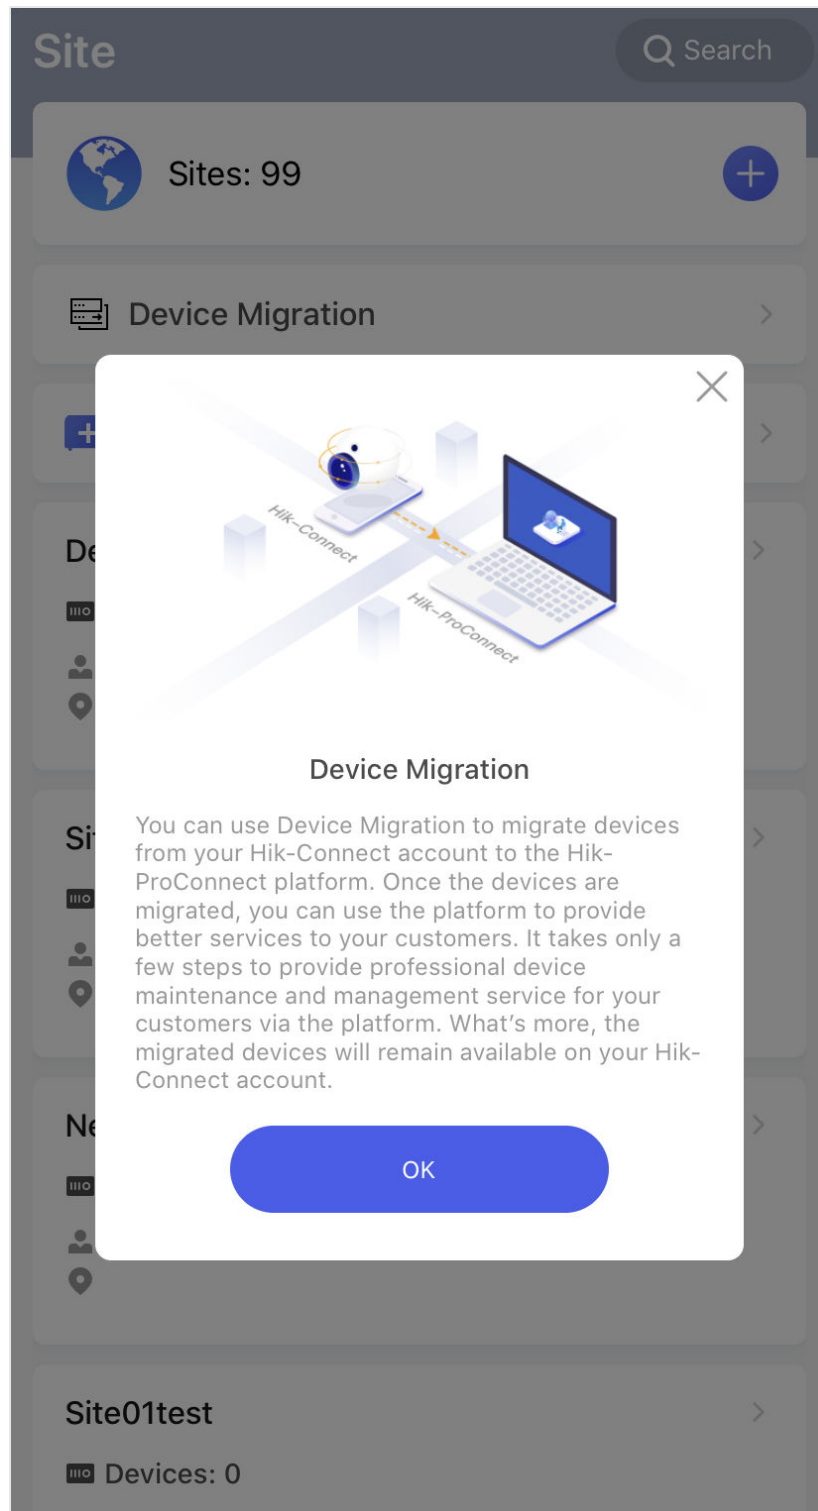 Site
Search
Sites: 99
Device Migration
Hik-Connect
Hik-ProConnect
Device Migration
You can use Device Migration to migrate devices
from your Hik-Connect account to the Hik-
ProConnect platform. Once the devices are
migrated, you can use the platform to provide
better services to your customers. It takes only a
few steps to provide professional device
maintenance and management service for your
customers via the platform. What's more, the
migrated devices will remain available on your Hik-
Connect account.
OK
Site01test
Devices: 0